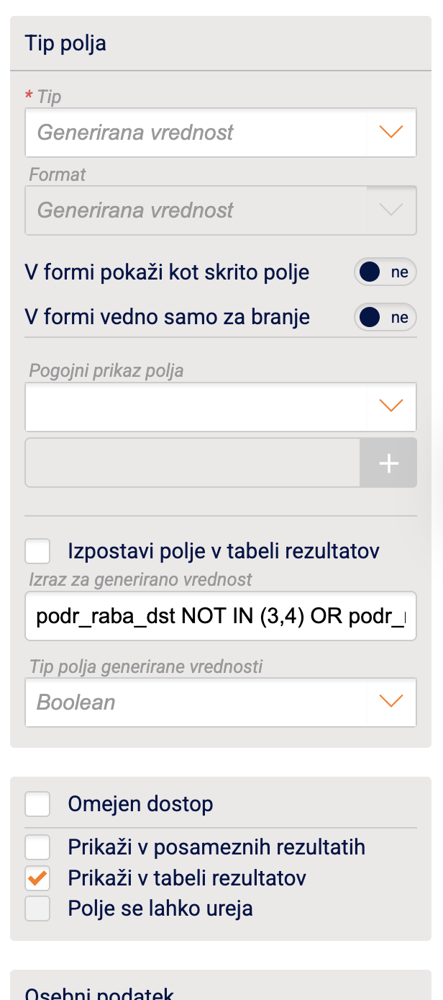 Tip polja
* Tip
Generirana vrednost
Format
Generirana vrednost
V formi pokaži kot skrito polje ne
V formi vedno samo za branje ne
Pogojni prikaz polja
+
Izpostavi polje v tabeli rezultatov
Izraz za generirano vrednost
podr_raba_dst NOT IN (3,4) OR podr_
Tip polja generirane vrednosti
Boolean
Omejen dostop
Prikaži v posameznih rezultatih
Prikaži v tabeli rezultatov
Polje se lahko ureja
Osebni podatek